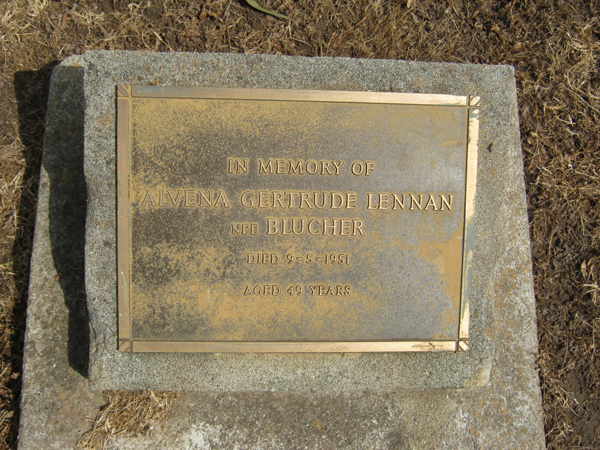 IN MEMORY OF
ALVENA GERTRUDE LENNAN
NEE BLUCHER
DIED 9-5-1951
AGED 49 YEARS